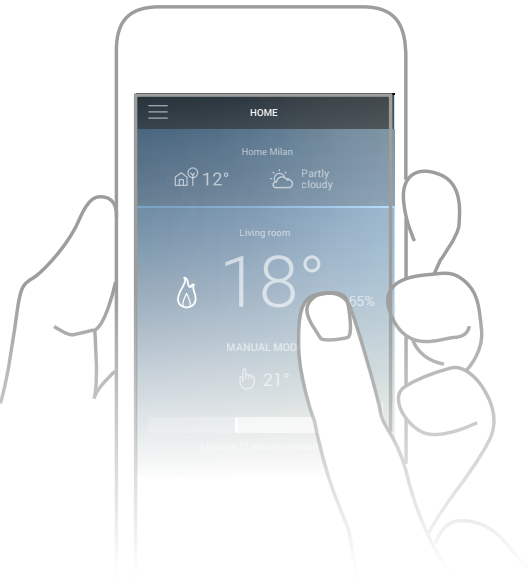 HOME
Home Milan
12°
Partly
cloudy
Living room
18°
65%
MANUAL MOD
21°